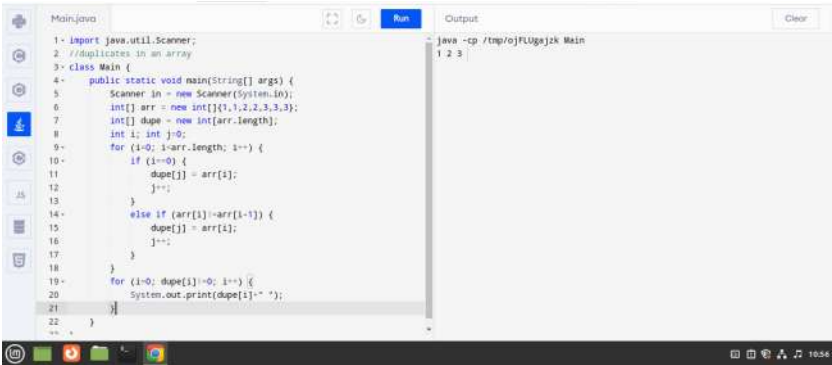 Main.java
Run
Output
Clear
1 import java.util.Scanner;
2 //duplicates in an array
3 class Main {
4 public static void main(String[] args) {
5 Scanner in = new Scanner(System.in);
6 int[] arr = new int[]{1,1,2,2,3,3,3};
7 int[] dupe = new int[arr.length];
8 int i; int j=0;
9 for (i=0; i<arr.length; i++) {
10 if (i==0) {
11 dupe[j] = arr[i];
12 j++;
13 }
14 else if (arr[i]!=arr[i-1]) {
15 dupe[j] = arr[i];
16 j++;
17 }
18 }
19 for (i=0; dupe[i]!=0; i++) {
20 System.out.print(dupe[i]+" ");
21 }
22 }
java -cp /tmp/ojFLUgajzk Main
1 2 3
JS
10:56